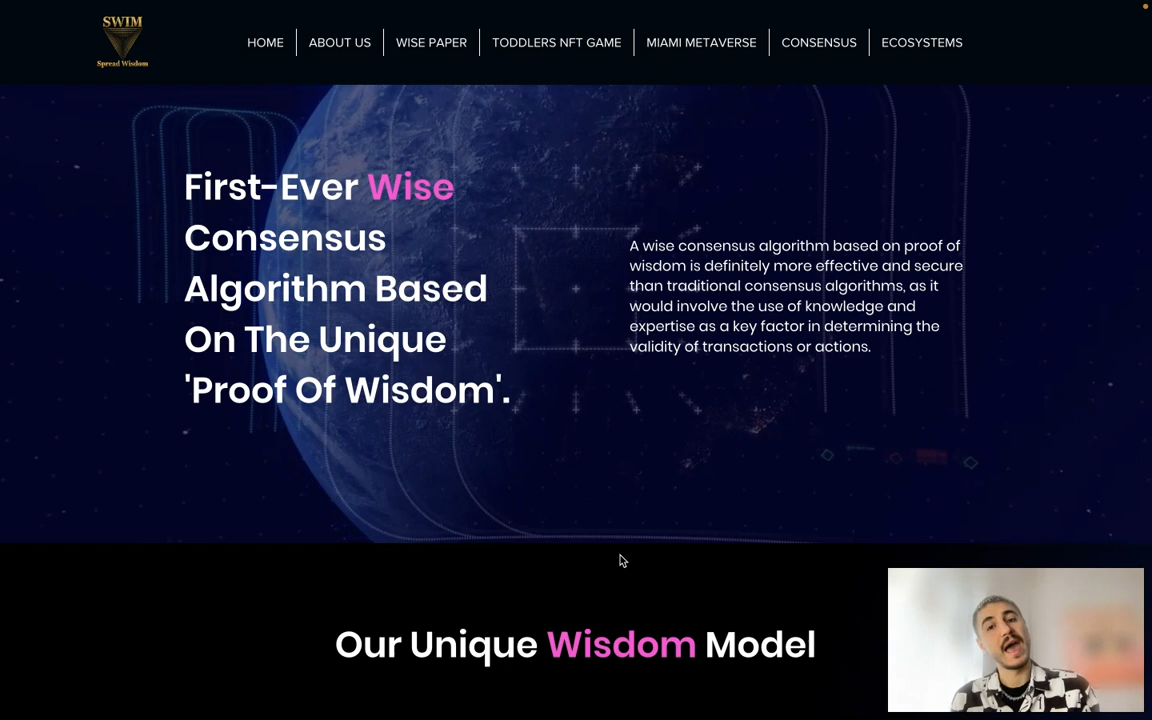 SWIM
Spread Wisdom
HOME
ABOUT US
WISE PAPER
TODDLERS NFT GAME
MIAMI METAVERSE
CONSENSUS
ECOSYSTEMS
First-Ever Wise
Consensus
Algorithm Based
On The Unique
'Proof Of Wisdom'.
A wise consensus algorithm based on proof of
wisdom is definitely more effective and secure
than traditional consensus algorithms, as it
would involve the use of knowledge and
expertise as a key factor in determining the
validity of transactions or actions.
Our Unique Wisdom Model